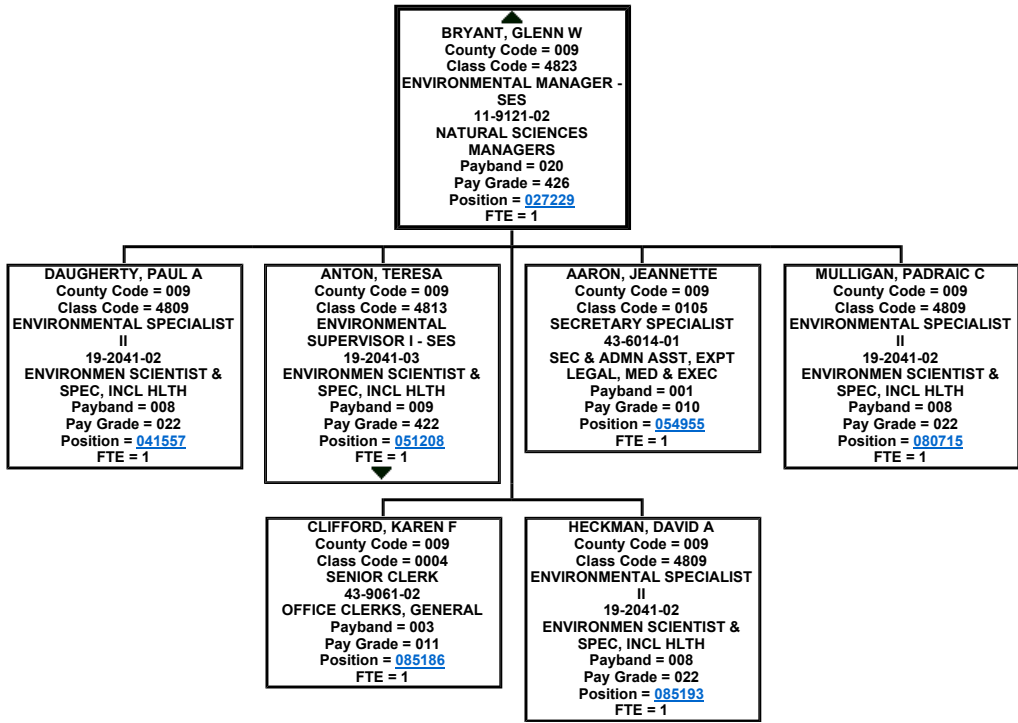 BRYANT, GLENN W
County Code = 009
Class Code = 4823
ENVIRONMENTAL MANAGER -
SES
11-9121-02
NATURAL SCIENCES
MANAGERS
Payband = 020
Pay Grade = 426
Position = 027229
FTE = 1
DAUGHERTY, PAUL A
County Code = 009
Class Code = 4809
ENVIRONMENTAL SPECIALIST
II
19-2041-02
ENVIRONMEN SCIENTIST &
SPEC, INCL HLTH
Payband = 008
Pay Grade = 022
Position = 041557
FTE = 1
ANTON, TERESA
County Code = 009
Class Code = 4813
ENVIRONMENTAL
SUPERVISOR I - SES
19-2041-03
ENVIRONMEN SCIENTIST &
SPEC, INCL HLTH
Payband = 009
Pay Grade = 422
Position = 051208
FTE = 1
AARON, JEANNETTE
County Code = 009
Class Code = 0105
SECRETARY SPECIALIST
43-6014-01
SEC & ADMN ASST, EXPT
LEGAL, MED & EXEC
Payband = 001
Pay Grade = 010
Position = 054955
FTE = 1
MULLIGAN, PADRAIC C
County Code = 009
Class Code = 4809
ENVIRONMENTAL SPECIALIST
II
19-2041-02
ENVIRONMEN SCIENTIST &
SPEC, INCL HLTH
Payband = 008
Pay Grade = 022
Position = 080715
FTE = 1
CLIFFORD, KAREN F
County Code = 009
Class Code = 0004
SENIOR CLERK
43-9061-02
OFFICE CLERKS, GENERAL
Payband = 003
Pay Grade = 011
Position = 085186
FTE = 1
HECKMAN, DAVID A
County Code = 009
Class Code = 4809
ENVIRONMENTAL SPECIALIST
II
19-2041-02
ENVIRONMEN SCIENTIST &
SPEC, INCL HLTH
Payband = 008
Pay Grade = 022
Position = 085193
FTE = 1